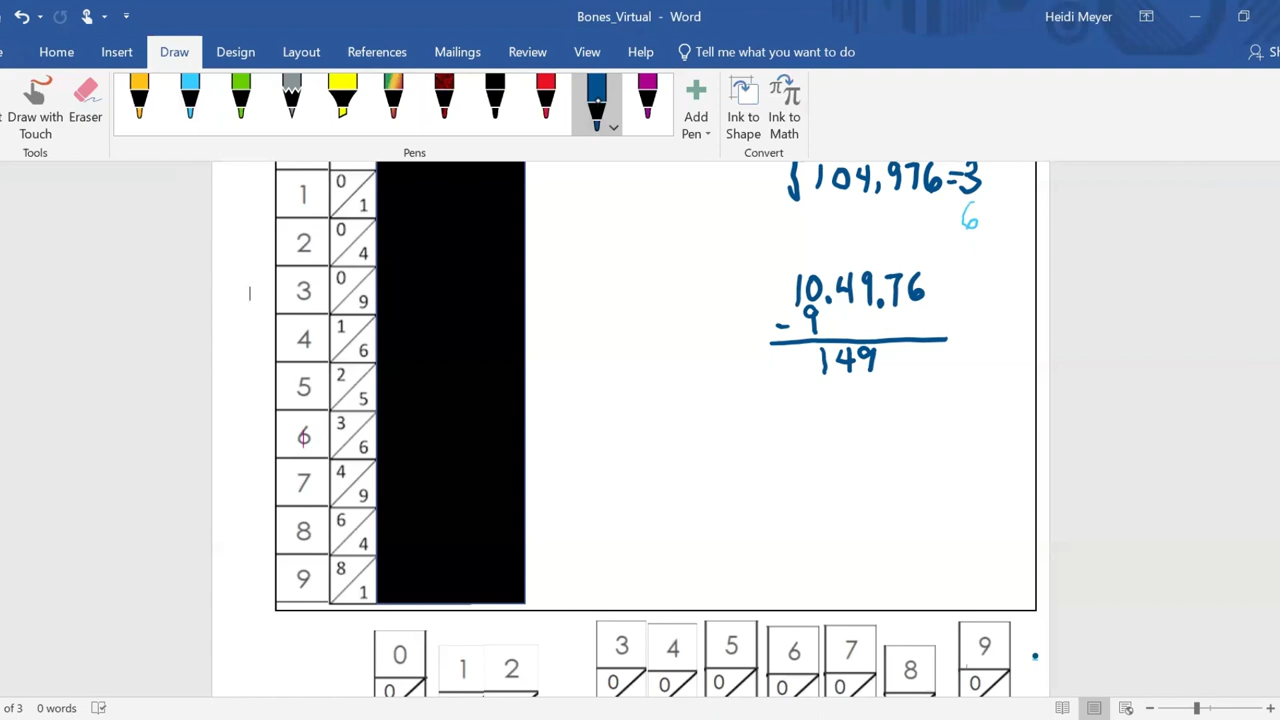 Bones_Virtual - Word
Heidi Meyer
Home Insert Draw Design Layout References Mailings Review View Help Tell me what you want to do
Draw with Touch
Eraser
Add Pen
Ink to Shape
Ink to Math
Tools
Pens
Convert
√104,976=3
6
10.49.76
- 9
149
1 0/1
2 0/4
3 0/9
4 1/6
5 2/5
6 3/6
7 4/9
8 6/4
9 8/1
0 1 2 3 4 5 6 7 8 9
0 0 0 0 0 0 0
of 3 0 words